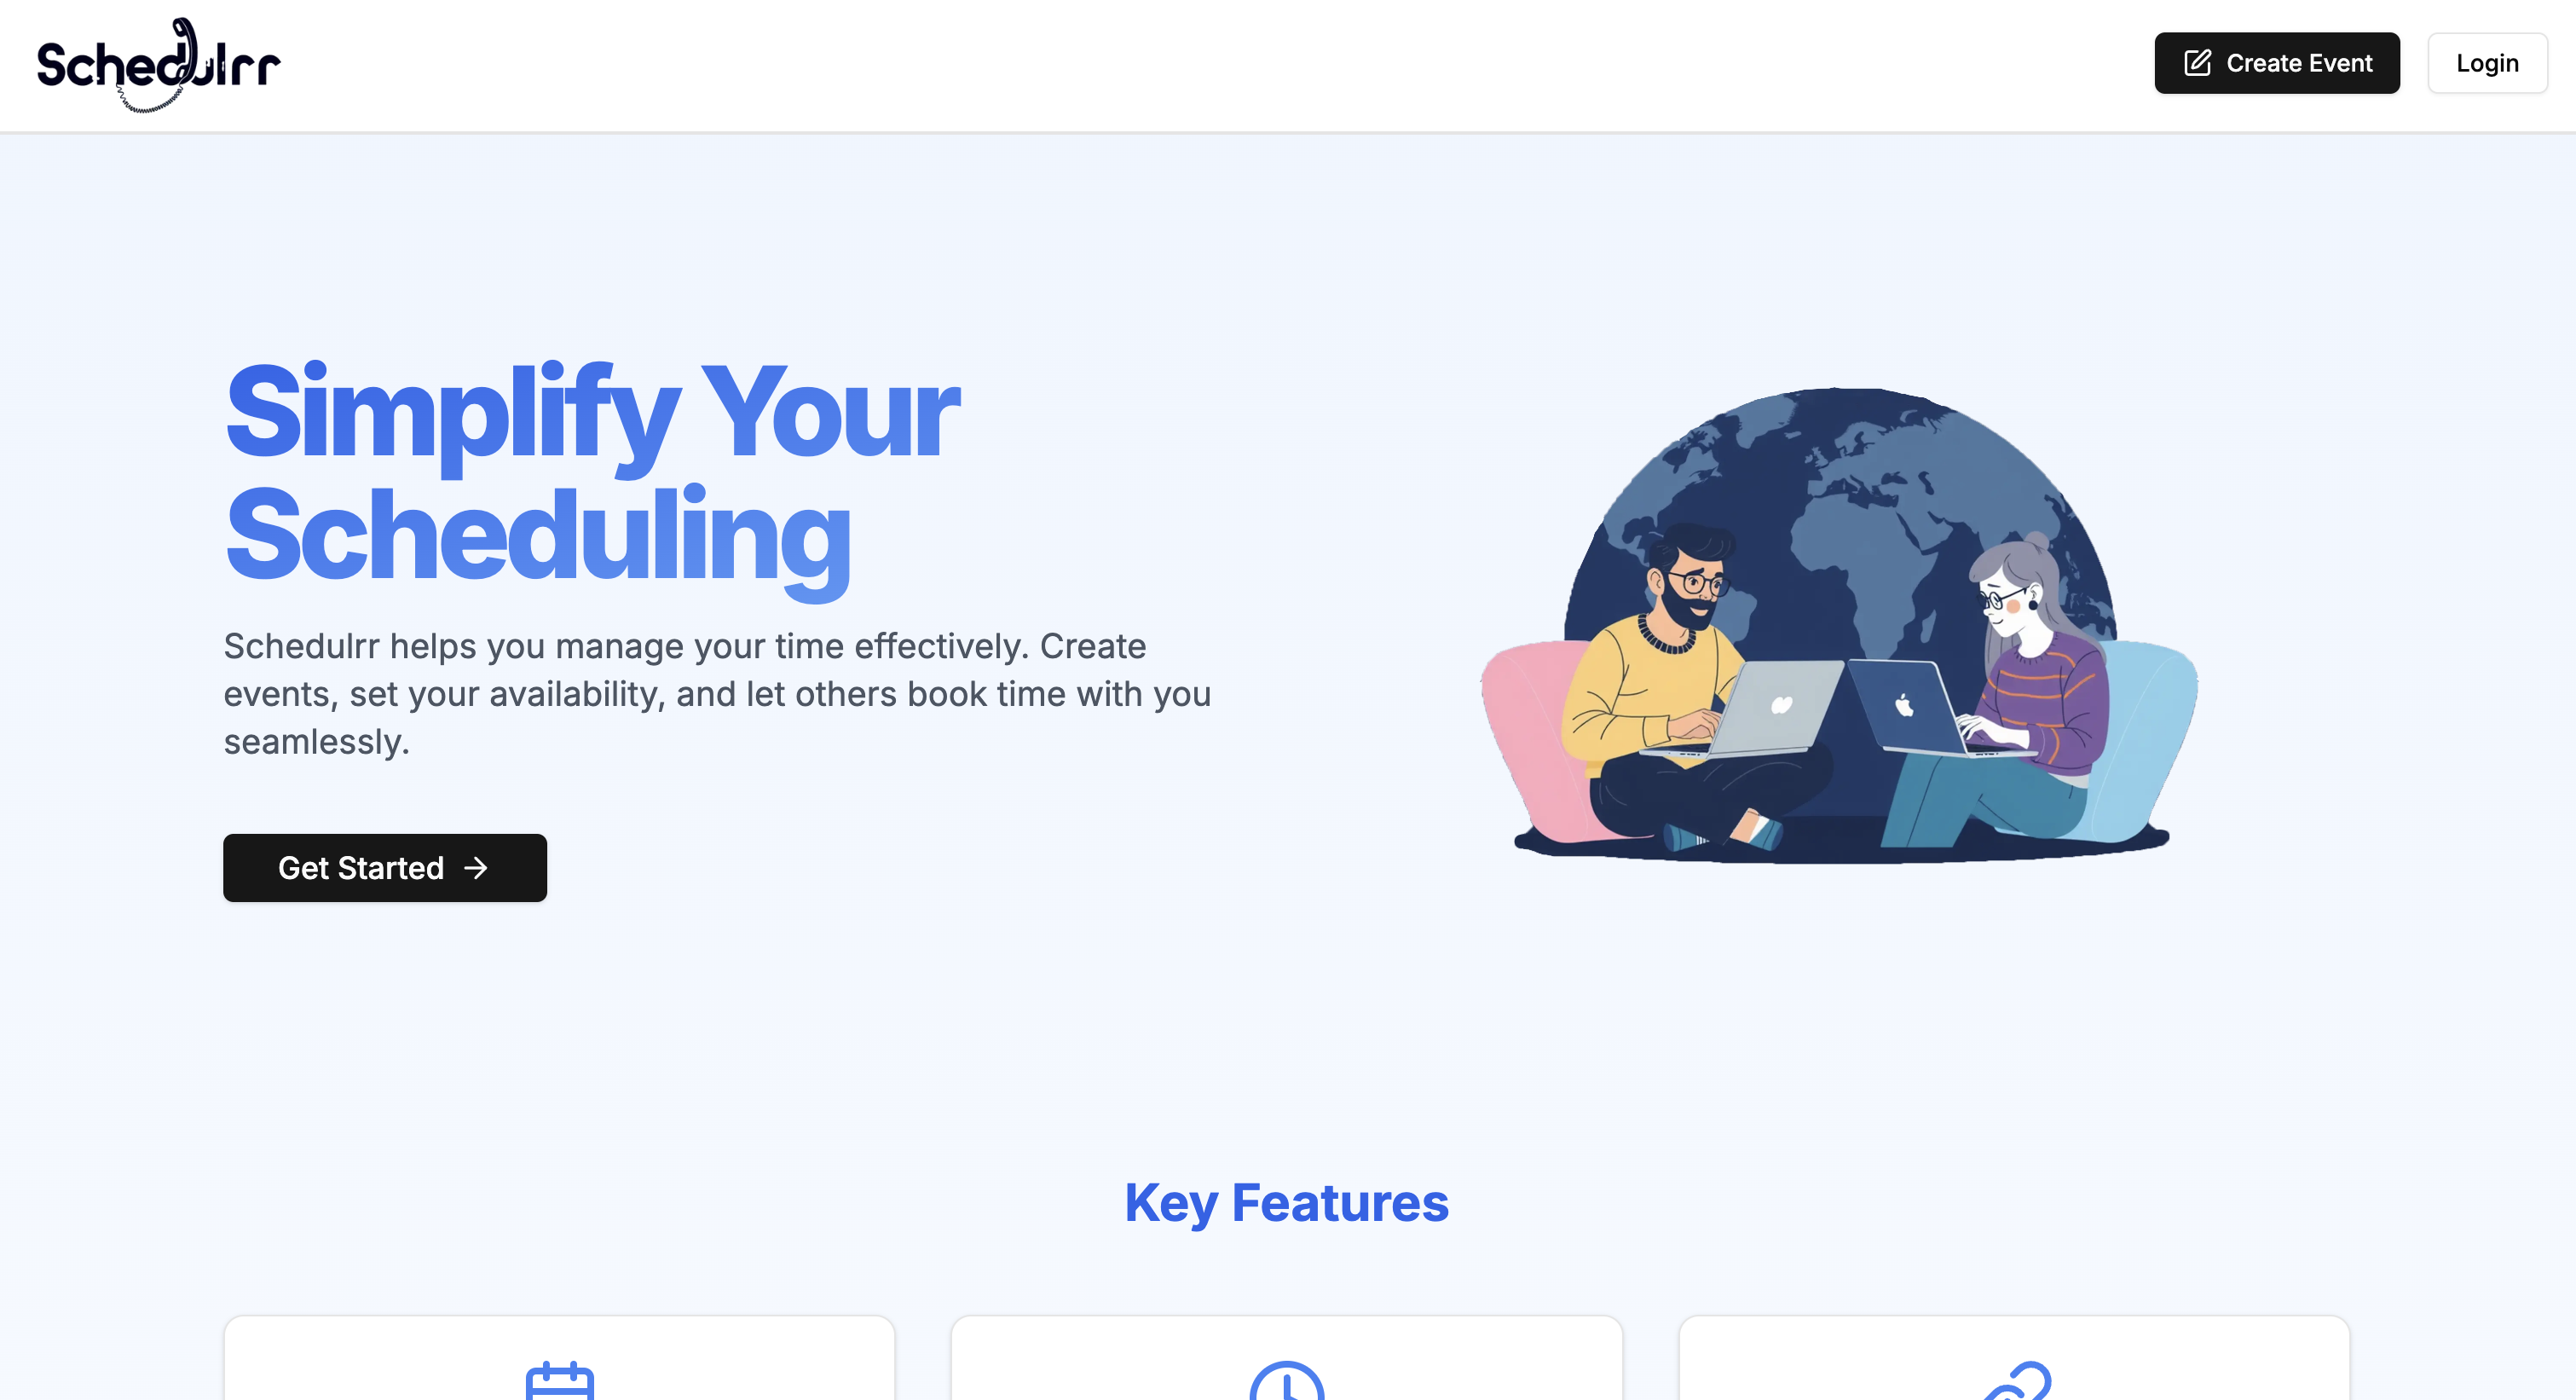 Schedulrr
Create Event
Login
Simplify Your
Scheduling
Schedulrr helps you manage your time effectively. Create
events, set your availability, and let others book time with you
seamlessly.
Get Started
Key Features